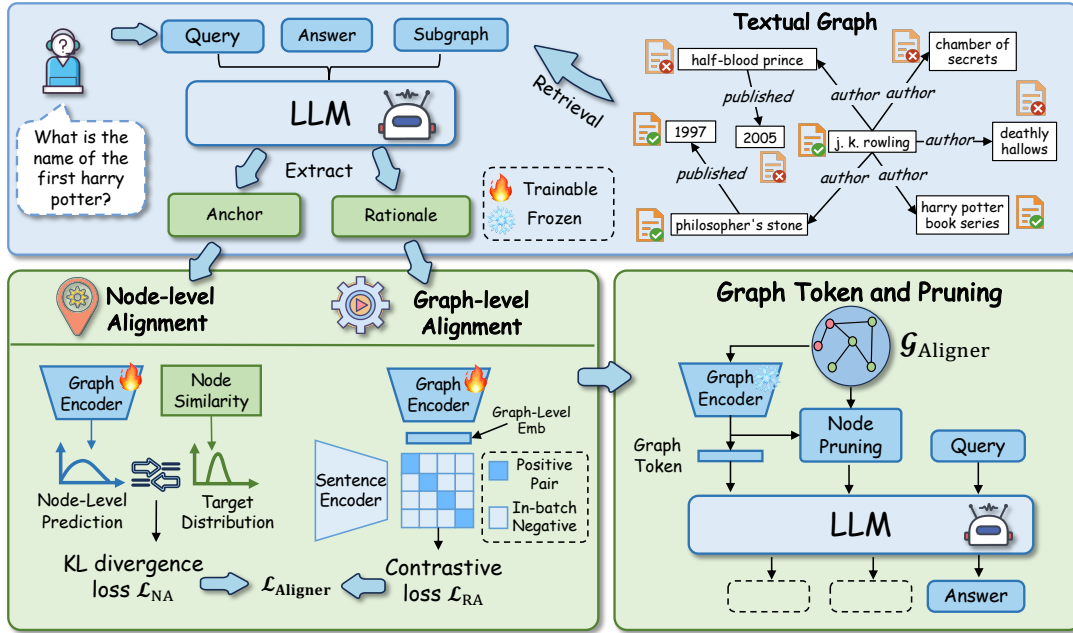 Query
Answer
Subgraph
LLM
What is the
name of the
first harry
potter?
Extract
Anchor
Rationale
Trainable
Frozen
Retrieval
Textual Graph
half-blood prince
chamber of
secrets
published
author
author
1997
2005
j. k. rowling
author
deathly
hallows
published
author
author
philosopher's stone
harry potter
book series
Node-level
Alignment
Graph-level
Alignment
Graph
Encoder
Node
Similarity
Node-Level
Prediction
Target
Distribution
KL divergence
loss ℒNA
ℒAligner
Graph
Encoder
Graph-Level
Emb
Sentence
Encoder
Positive
Pair
In-batch
Negative
Contrastive
loss ℒRA
Graph Token and Pruning
𝓖Aligner
Graph
Encoder
Node
Pruning
Graph
Token
Query
LLM
Answer